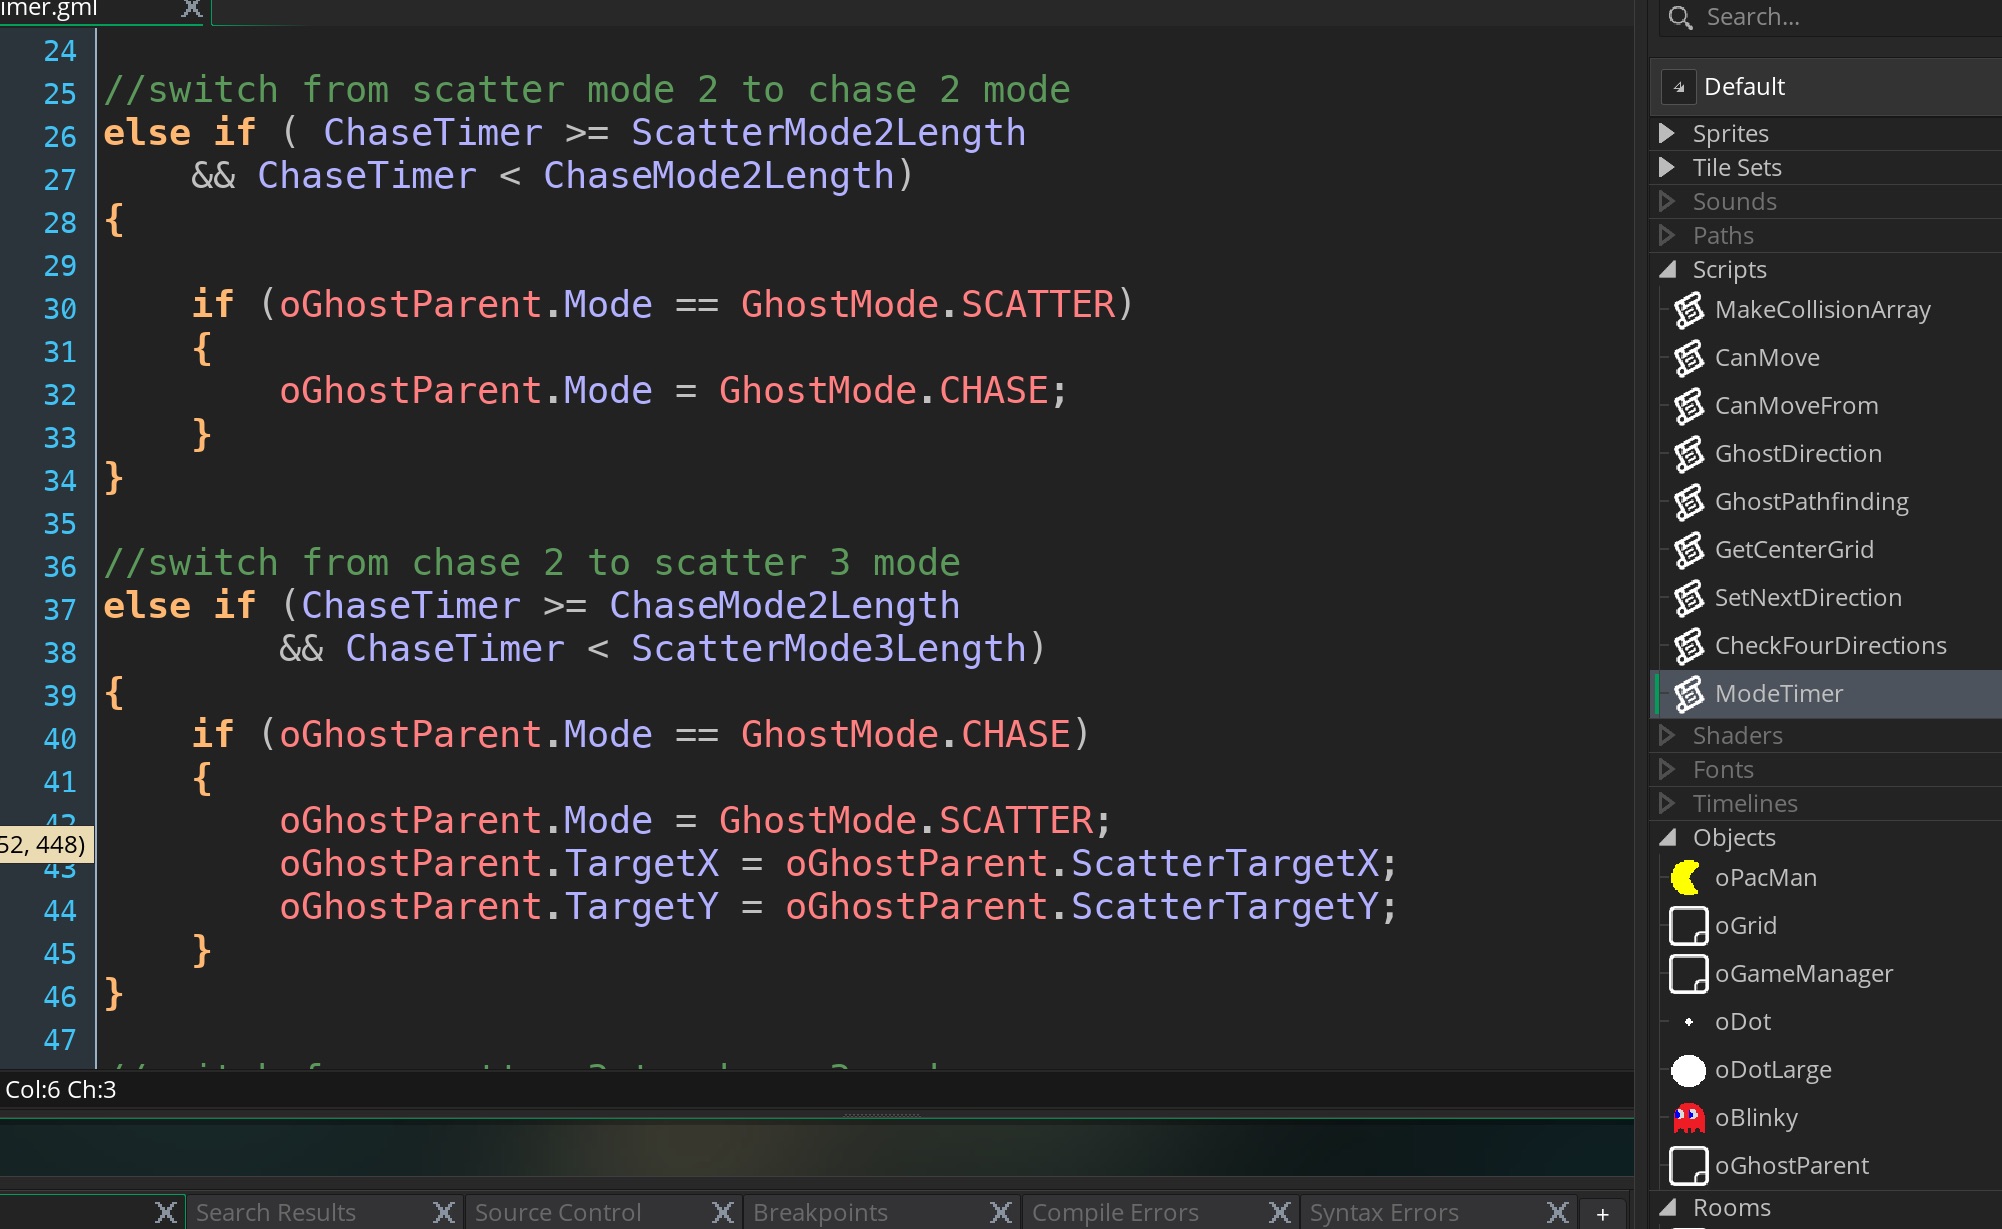 imer.gml
24
25 //switch from scatter mode 2 to chase 2 mode
26 else if ( ChaseTimer >= ScatterMode2Length
27 && ChaseTimer < ChaseMode2Length)
28 {
29
30 if (oGhostParent.Mode == GhostMode.SCATTER)
31 {
32 oGhostParent.Mode = GhostMode.CHASE;
33 }
34 }
35
36 //switch from chase 2 to scatter 3 mode
37 else if (ChaseTimer >= ChaseMode2Length
38 && ChaseTimer < ScatterMode3Length)
39 {
40 if (oGhostParent.Mode == GhostMode.CHASE)
41 {
42 oGhostParent.Mode = GhostMode.SCATTER;
52, 448)
43 oGhostParent.TargetX = oGhostParent.ScatterTargetX;
44 oGhostParent.TargetY = oGhostParent.ScatterTargetY;
45 }
46 }
47
Col:6 Ch:3
Search Results
Source Control
Breakpoints
Compile Errors
Syntax Errors
+
Search...
Default
Sprites
Tile Sets
Sounds
Paths
Scripts
MakeCollisionArray
CanMove
CanMoveFrom
GhostDirection
GhostPathfinding
GetCenterGrid
SetNextDirection
CheckFourDirections
ModeTimer
Shaders
Fonts
Timelines
Objects
oPacMan
oGrid
oGameManager
oDot
oDotLarge
oBlinky
oGhostParent
Rooms